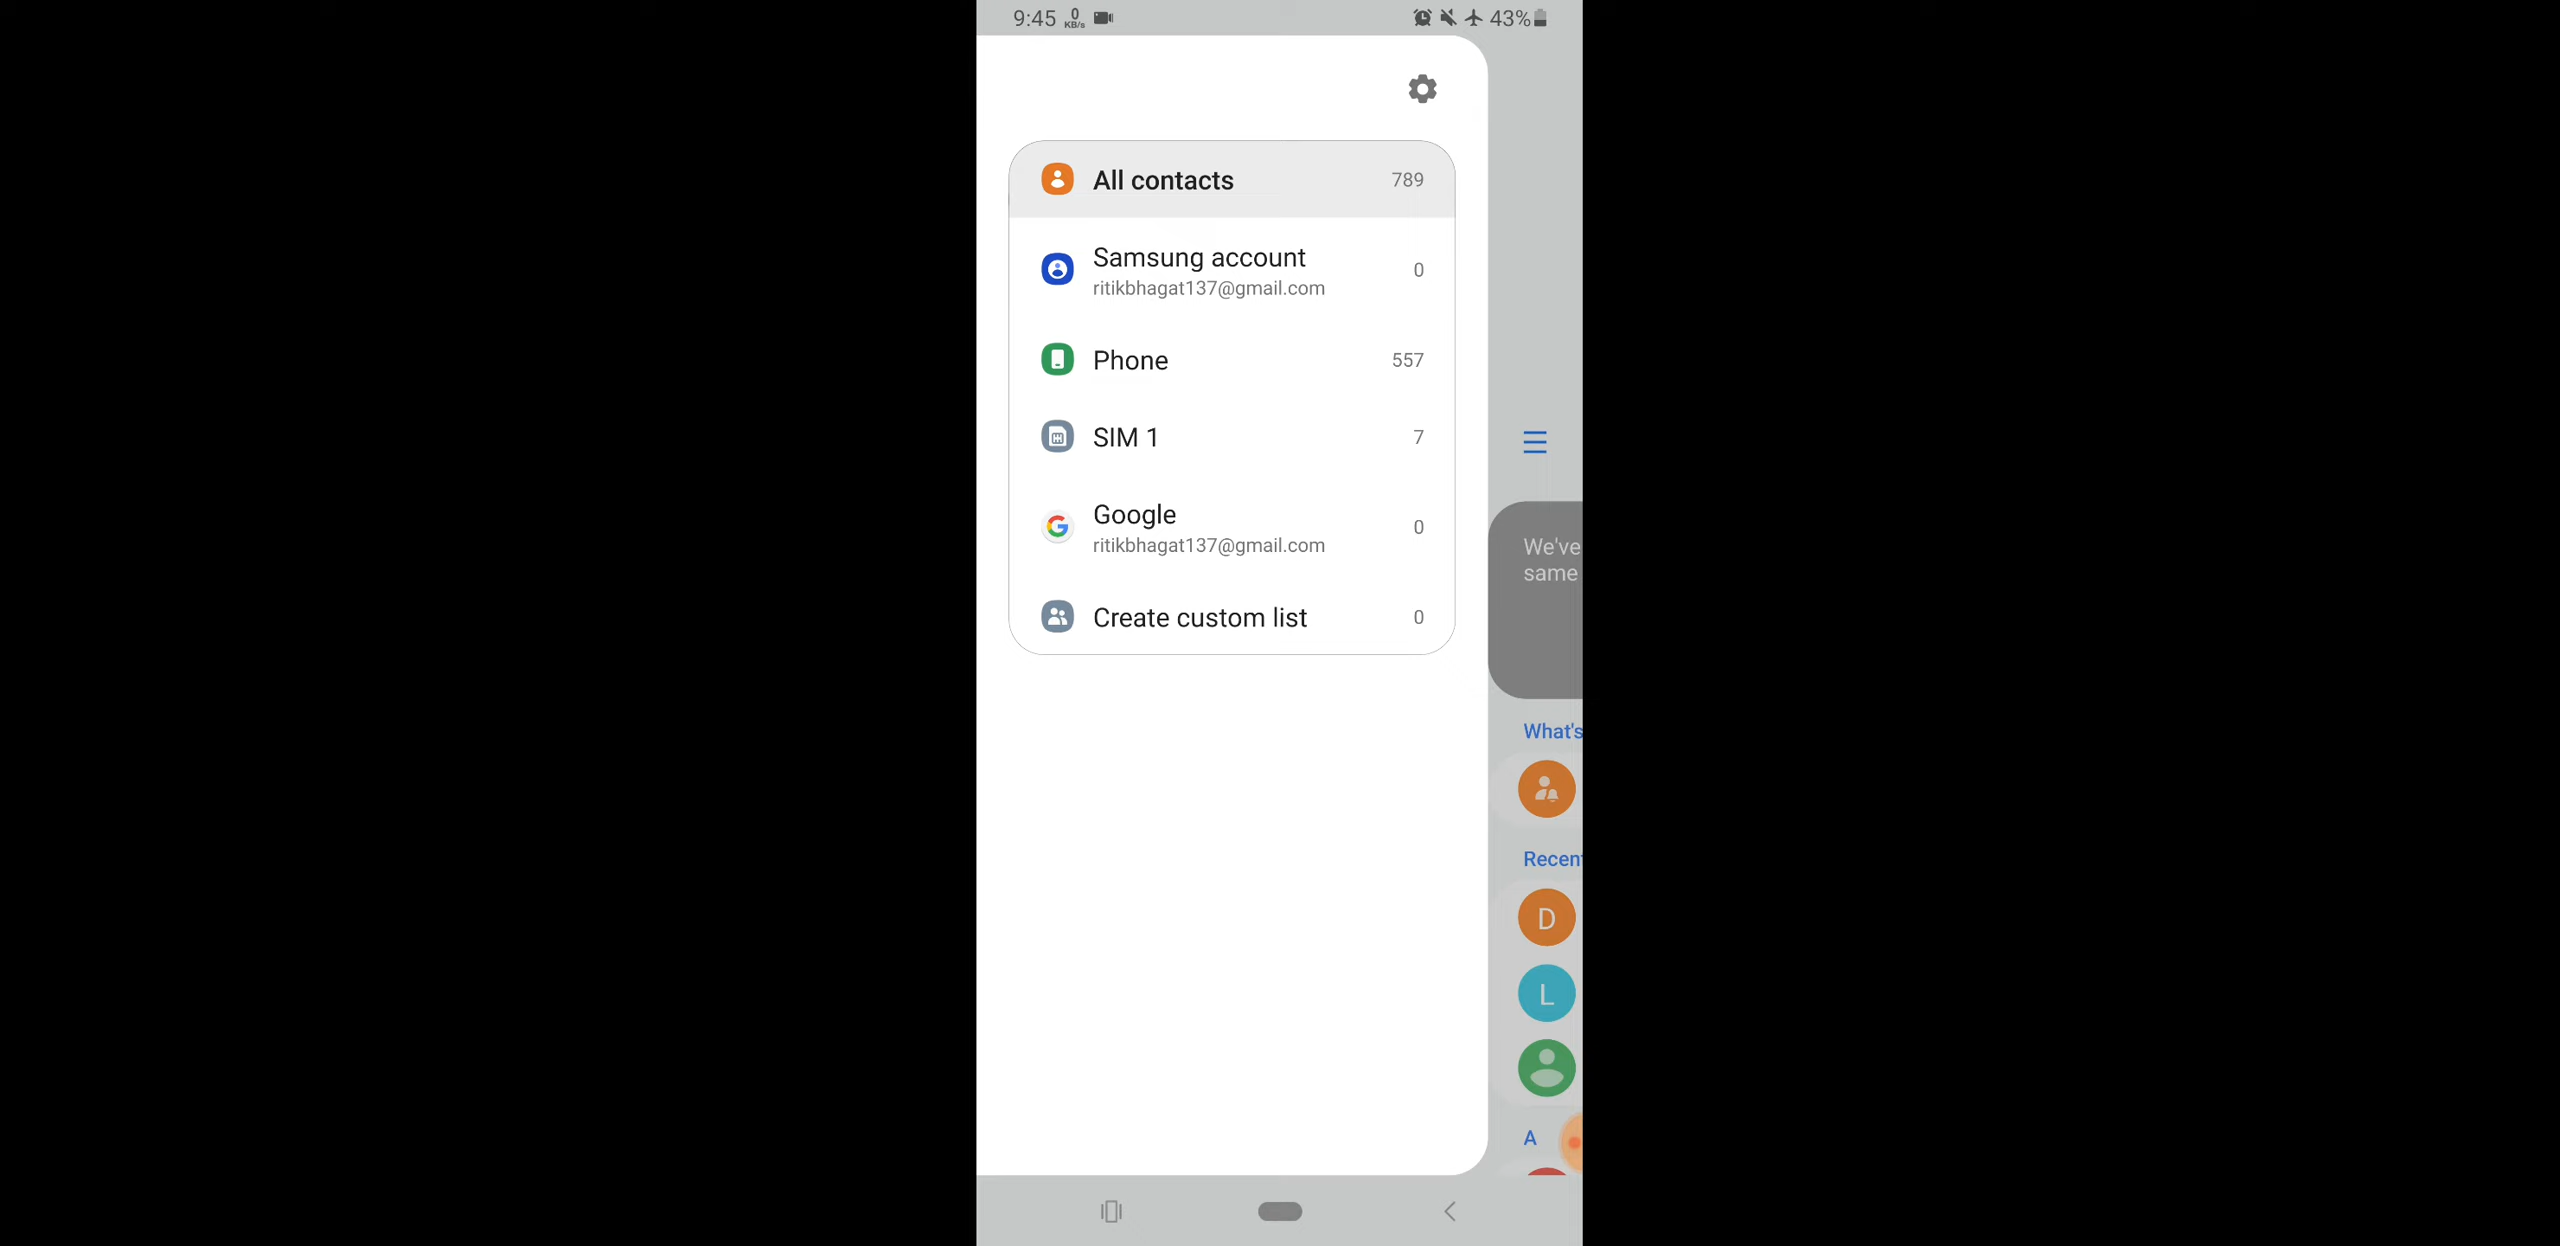 9:45 0 KB/s 43%
All contacts 789
Samsung account 0
ritikbhagat137@gmail.com
Phone 557
SIM 1 7
Google 0
ritikbhagat137@gmail.com
Create custom list 0
We've
same
What's
Recent
D
L
A